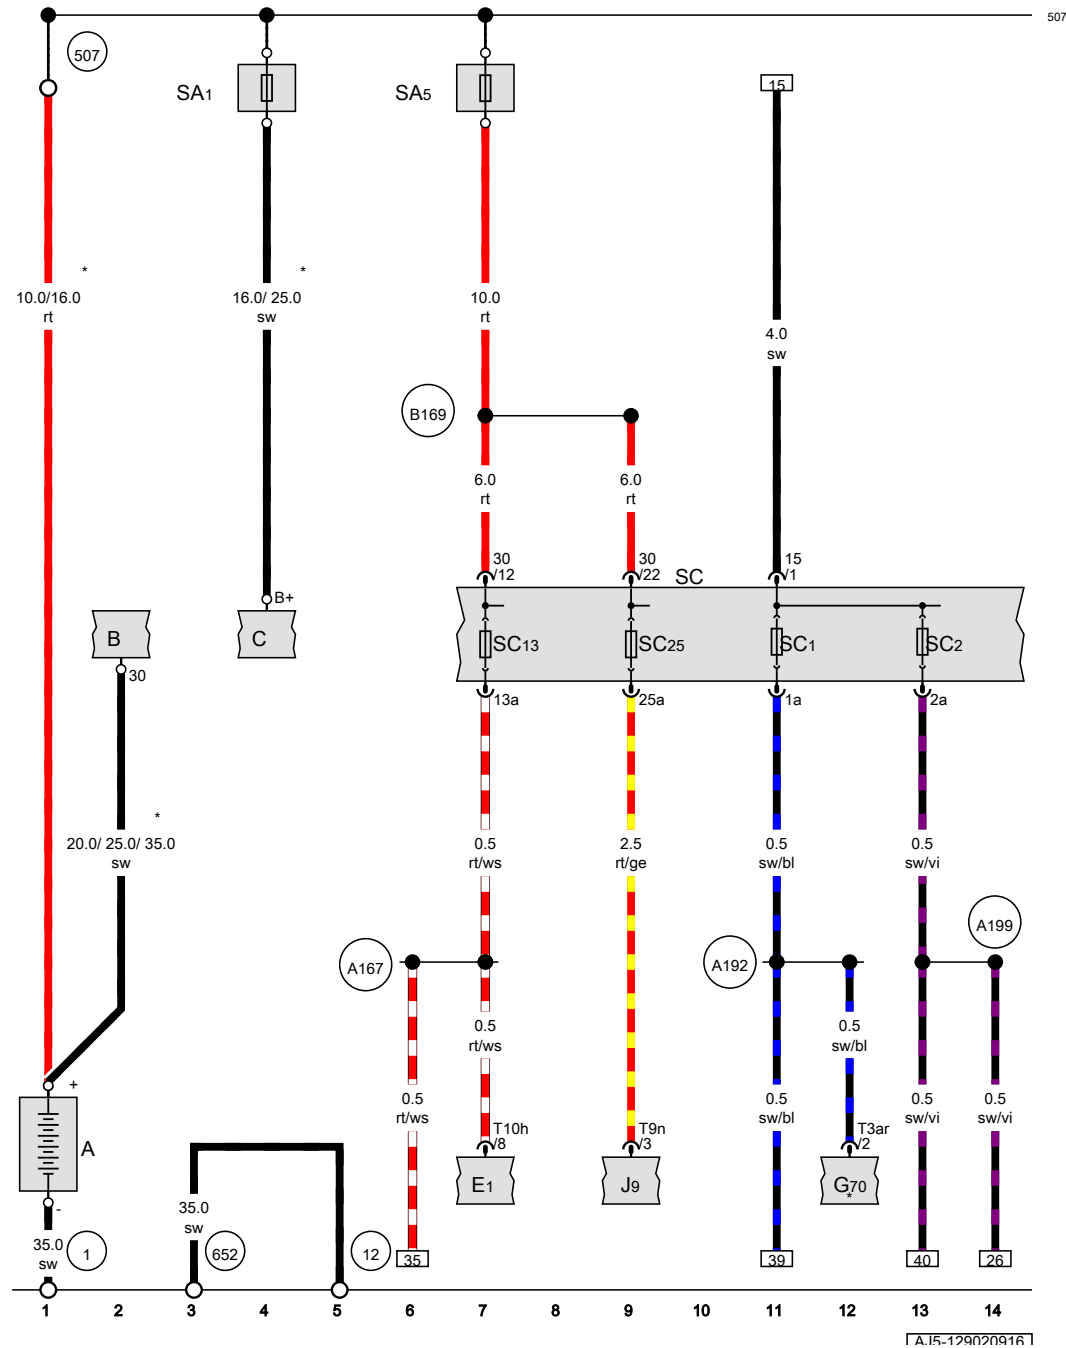 507
507
SA1
SA5
15
*
*
10.0/16.0
rt
16.0/ 25.0
sw
10.0
rt
4.0
sw
B169
6.0
rt
6.0
rt
30
/12
30
/22
SC
15
/1
B+
B
C
SC13
SC25
SC1
SC2
30
13a
25a
1a
2a
*
20.0/ 25.0/ 35.0
sw
0.5
rt/ws
2.5
rt/ge
0.5
sw/bl
0.5
sw/vi
A199
A167
A192
0.5
rt/ws
0.5
sw/bl
+
0.5
rt/ws
0.5
sw/bl
0.5
sw/vi
0.5
sw/vi
A
T10h
/8
T9n
/3
T3ar
/2
E1
J9
G70
*
-
35.0
sw
35.0
sw
1
652
12
35
39
40
26
1 2 3 4 5 6 7 8 9 10 11 12 13 14
AJ5-129020916